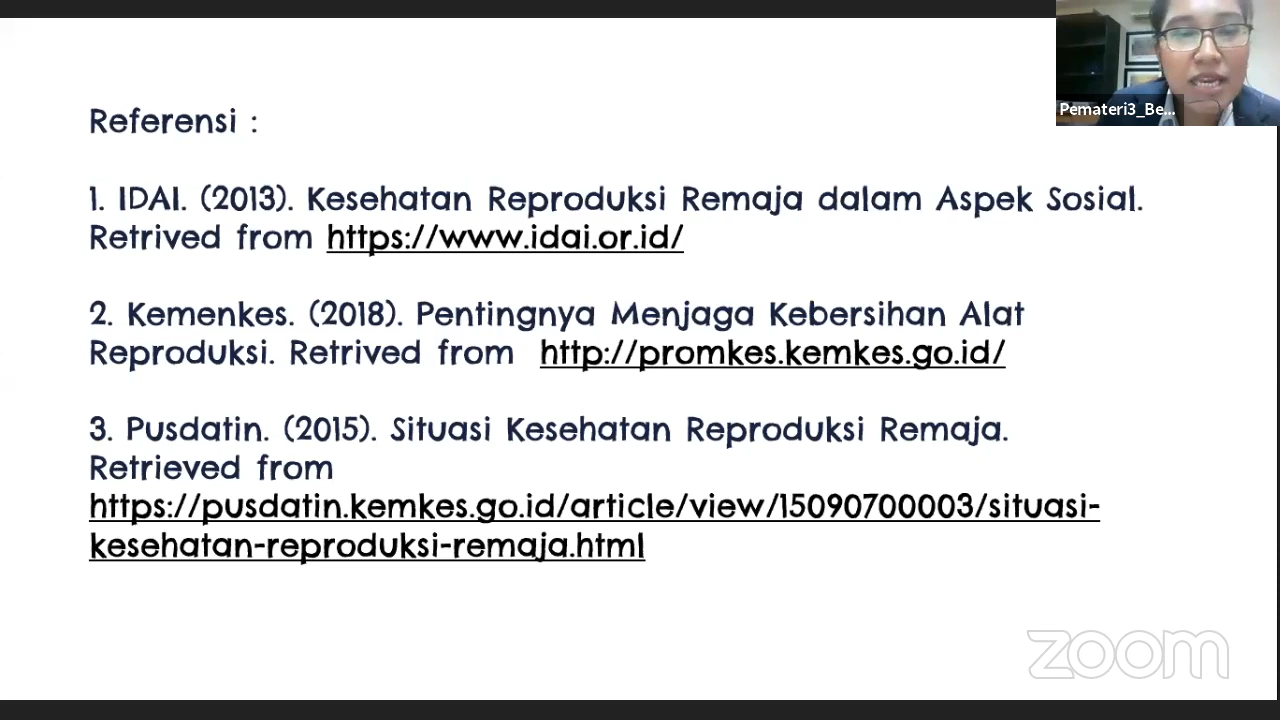 Pemateri3_Be...
Referensi :
1. IDAI. (2013). Kesehatan Reproduksi Remaja dalam Aspek Sosial.
Retrived from https://www.idai.or.id/
2. Kemenkes. (2018). Pentingnya Menjaga Kebersihan Alat
Reproduksi. Retrived from http://promkes.kemkes.go.id/
3. Pusdatin. (2015). Situasi Kesehatan Reproduksi Remaja.
Retrieved from
https://pusdatin.kemkes.go.id/article/view/15090700003/situasi-
kesehatan-reproduksi-remaja.html
zoom